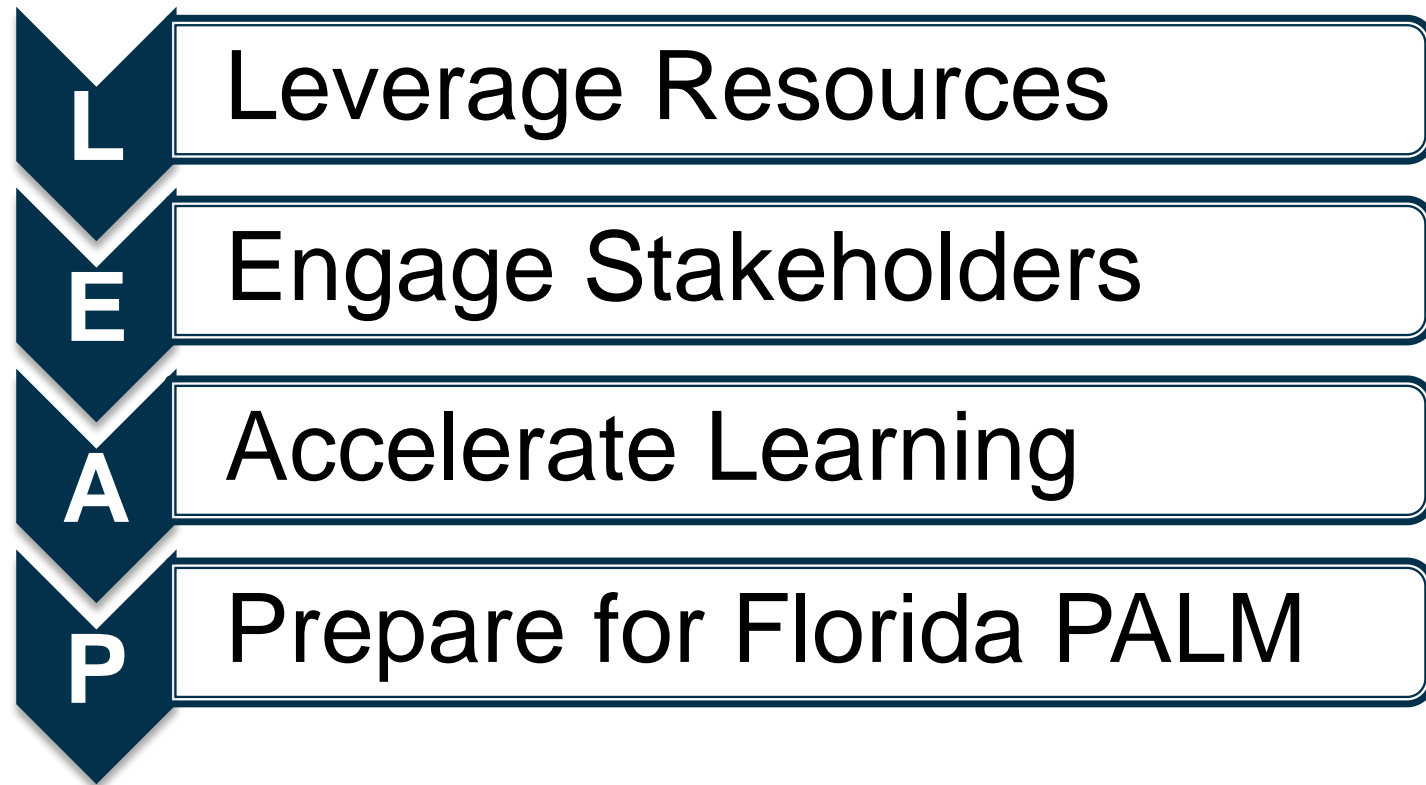 L
Leverage Resources
E
Engage Stakeholders
A
Accelerate Learning
P
Prepare for Florida PALM